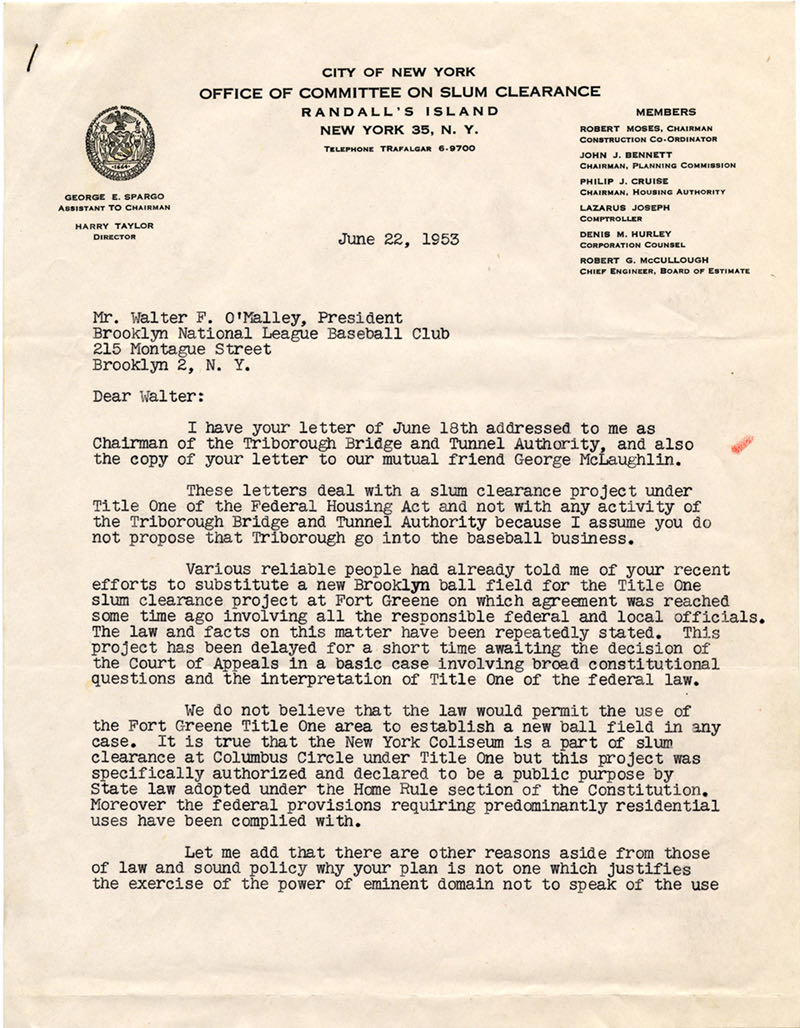 /
CITY OF NEW YORK
OFFICE OF COMMITTEE ON SLUM CLEARANCE
RANDALL'S ISLAND
NEW YORK 35, N. Y.
TELEPHONE TRAFALGAR 6-9700
1664
GEORGE E. SPARGO
ASSISTANT TO CHAIRMAN
HARRY TAYLOR
DIRECTOR
MEMBERS
ROBERT MOSES, CHAIRMAN
CONSTRUCTION CO-ORDINATOR
JOHN J. BENNETT
CHAIRMAN, PLANNING COMMISSION
PHILIP J. CRUISE
CHAIRMAN, HOUSING AUTHORITY
LAZARUS JOSEPH
COMPTROLLER
DENIS M. HURLEY
CORPORATION COUNSEL
ROBERT G. McCULLOUGH
CHIEF ENGINEER, BOARD OF ESTIMATE
June 22, 1953
Mr. Walter F. O'Malley, President
Brooklyn National League Baseball Club
215 Montague Street
Brooklyn 2, N. Y.
Dear Walter:
I have your letter of June 18th addressed to me as
Chairman of the Triborough Bridge and Tunnel Authority, and also
the copy of your letter to our mutual friend George McLaughlin.
These letters deal with a slum clearance project under
Title One of the Federal Housing Act and not with any activity of
the Triborough Bridge and Tunnel Authority because I assume you do
not propose that Triborough go into the baseball business.
Various reliable people had already told me of your recent
efforts to substitute a new Brooklyn ball field for the Title One
slum clearance project at Fort Greene on which agreement was reached
some time ago involving all the responsible federal and local officials.
The law and facts on this matter have been repeatedly stated. This
project has been delayed for a short time awaiting the decision of
the Court of Appeals in a basic case involving broad constitutional
questions and the interpretation of Title One of the federal law.
We do not believe that the law would permit the use of
the Fort Greene Title One area to establish a new ball field in any
case. It is true that the New York Coliseum is a part of slum
clearance at Columbus Circle under Title One but this project was
specifically authorized and declared to be a public purpose by
State law adopted under the Home Rule section of the Constitution.
Moreover the federal provisions requiring predominantly residential
uses have been complied with.
Let me add that there are other reasons aside from those
of law and sound policy why your plan is not one which justifies
the exercise of the power of eminent domain not to speak of the use